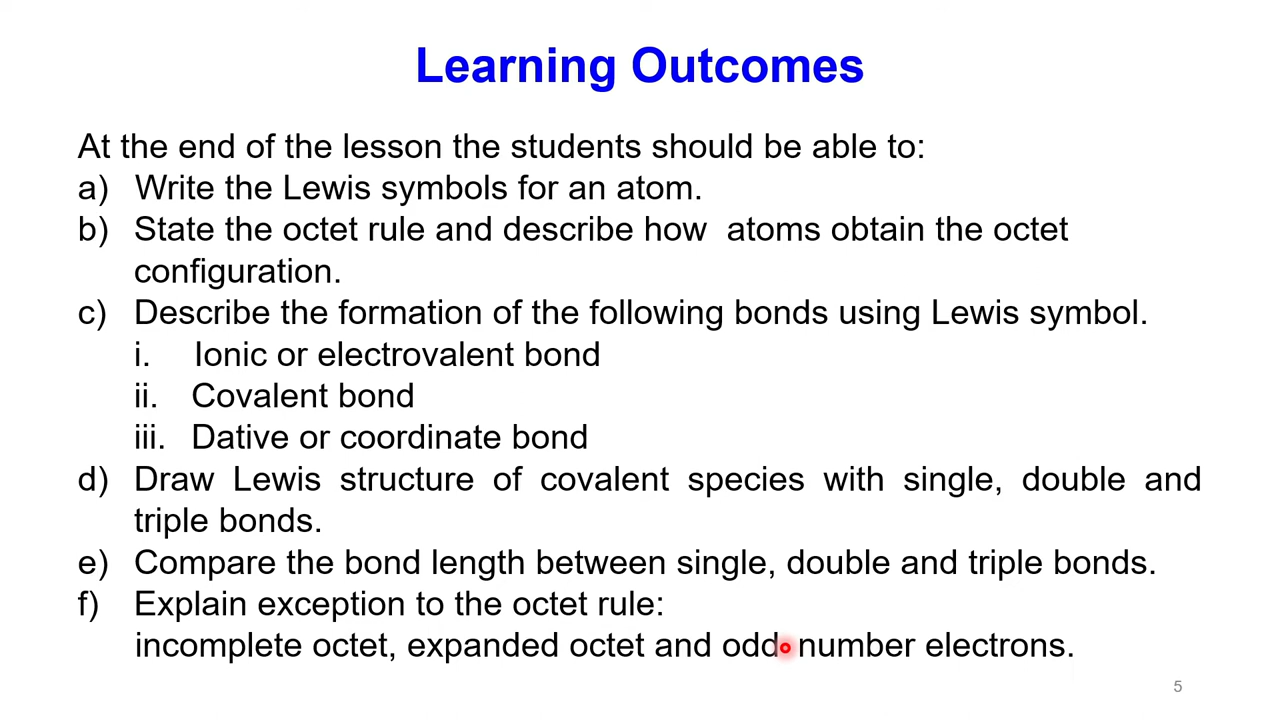 Learning Outcomes
At the end of the lesson the students should be able to:
a) Write the Lewis symbols for an atom.
b) State the octet rule and describe how atoms obtain the octet
configuration.
c) Describe the formation of the following bonds using Lewis symbol.
i. Ionic or electrovalent bond
ii. Covalent bond
iii. Dative or coordinate bond
d) Draw Lewis structure of covalent species with single, double and
triple bonds.
e) Compare the bond length between single, double and triple bonds.
f) Explain exception to the octet rule:
incomplete octet, expanded octet and odd number electrons.
5